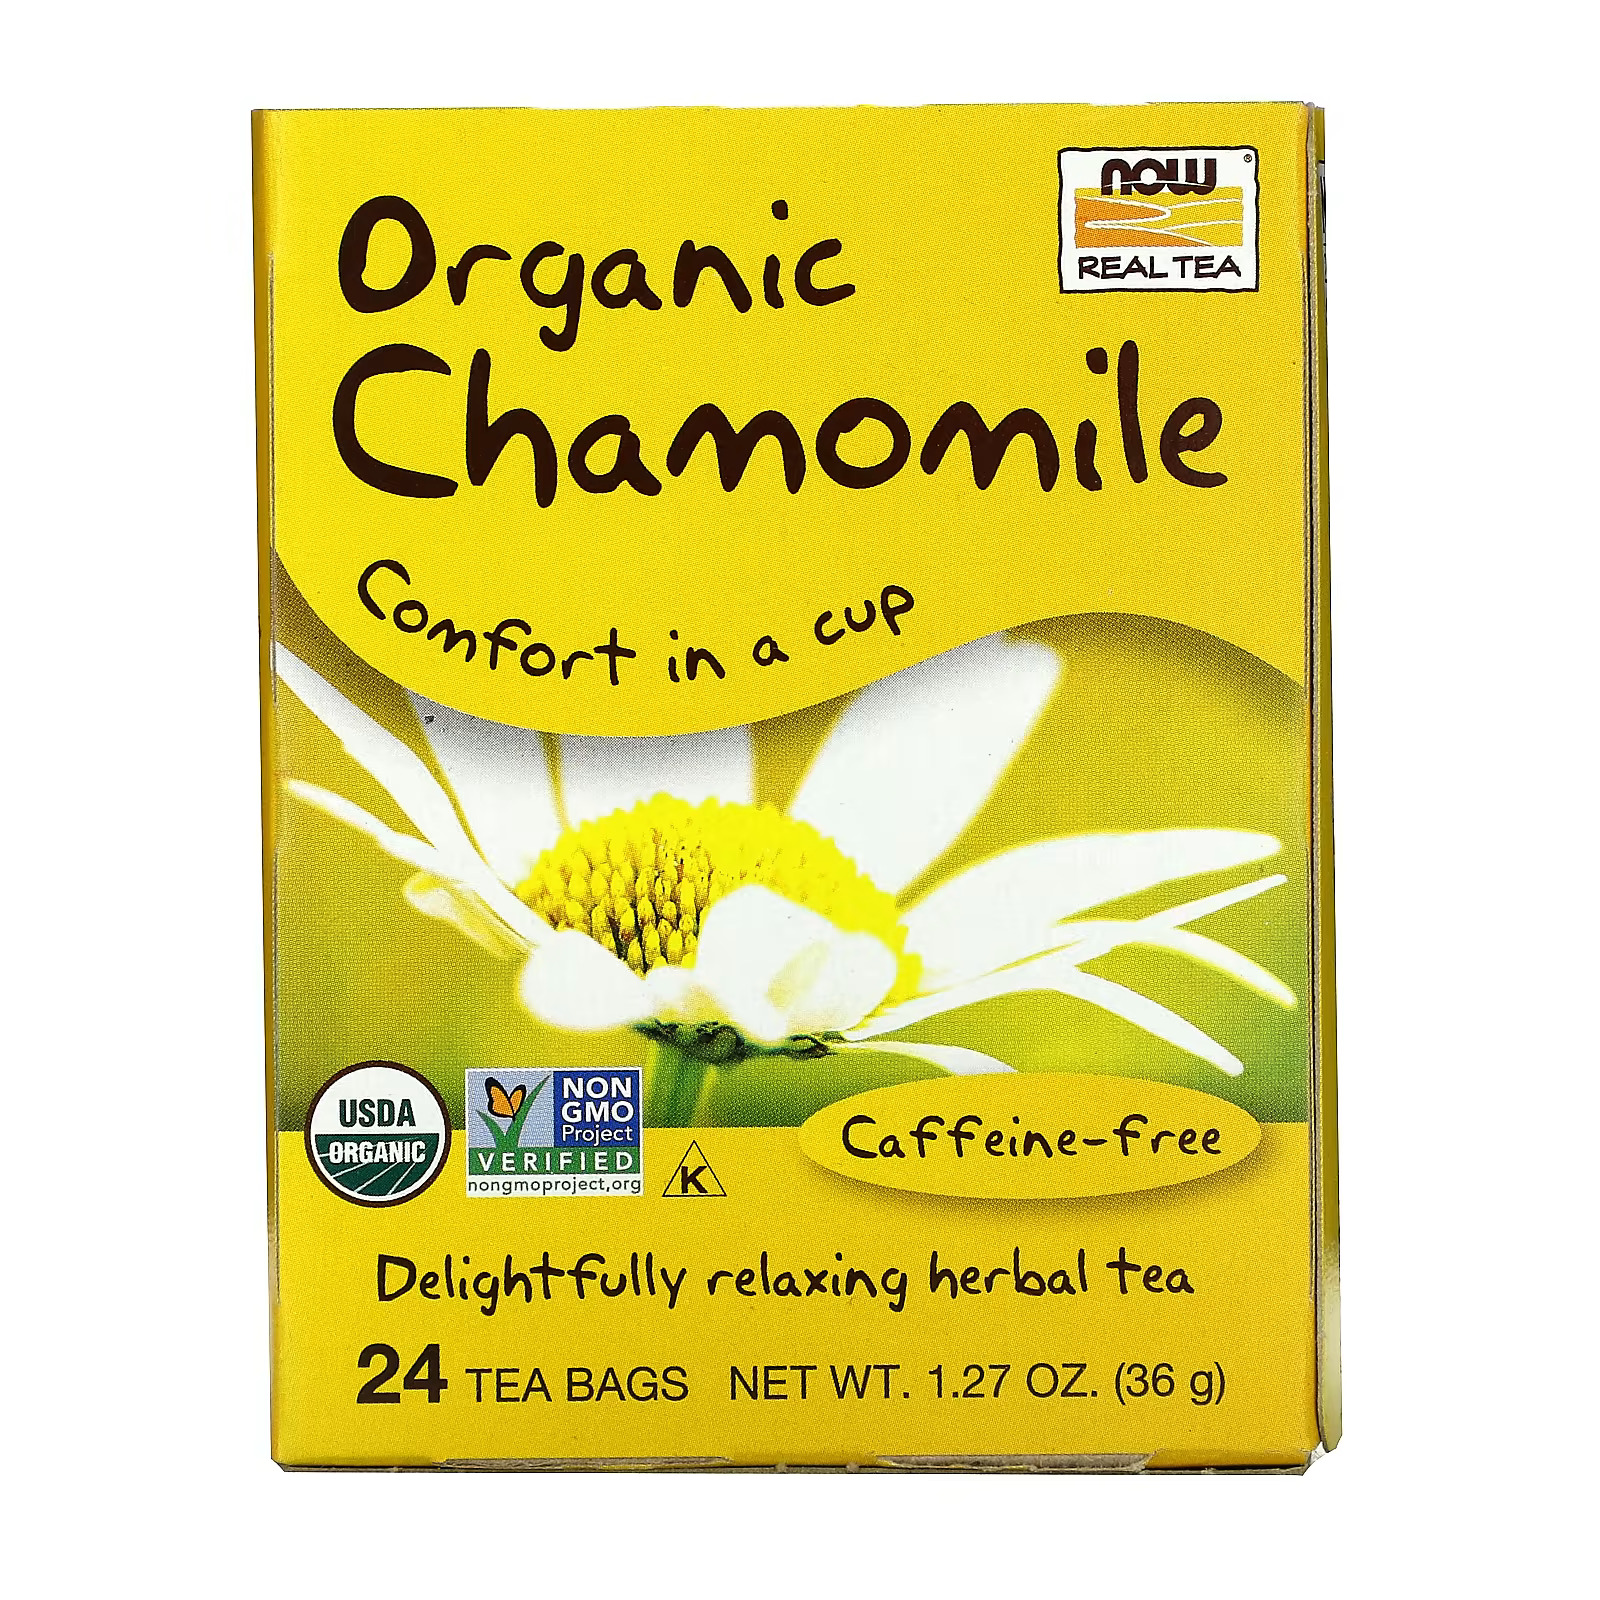 now®
REAL TEA
Organic
Chamomile
Comfort in a cup
USDA
ORGANIC
NON
GMO
Project
VERIFIED
nongmoproject.org
K
Caffeine-free
Delightfully relaxing herbal tea
24 TEA BAGS NET WT. 1.27 OZ. (36 g)